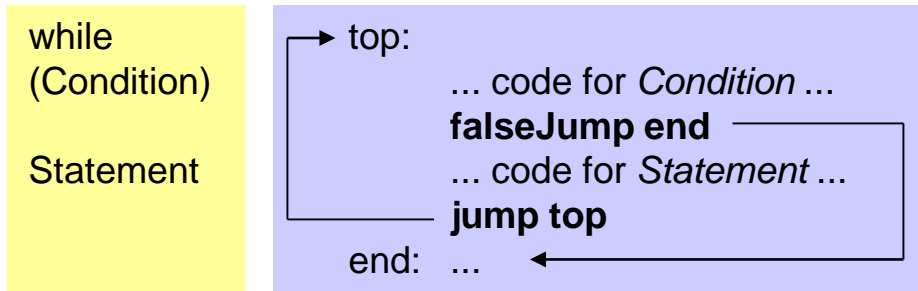 while
(Condition)
Statement
top:
... code for Condition ...
falseJump end
... code for Statement ...
jump top
end: ...